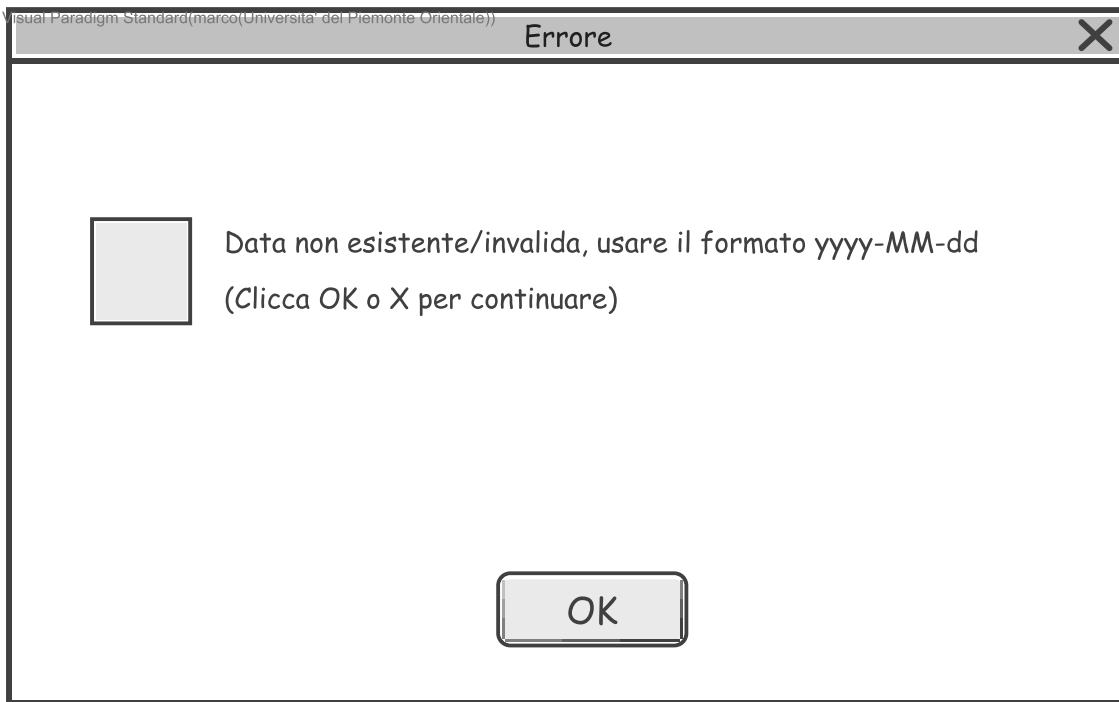 Visual Paradigm Standard(marco(Universita' del Piemonte Orientale))
Errore
Data non esistente/invalida, usare il formato yyyy-MM-dd
(Clicca OK o X per continuare)
OK